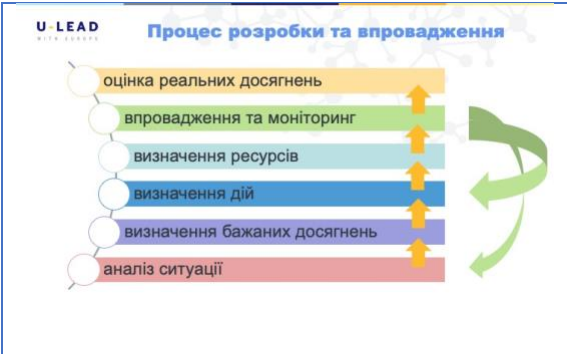 U-LEAD
WITH EUROPE
Процес розробки та впровадження
оцінка реальних досягнень
впровадження та моніторинг
визначення ресурсів
визначення дій
визначення бажаних досягнень
аналіз ситуації